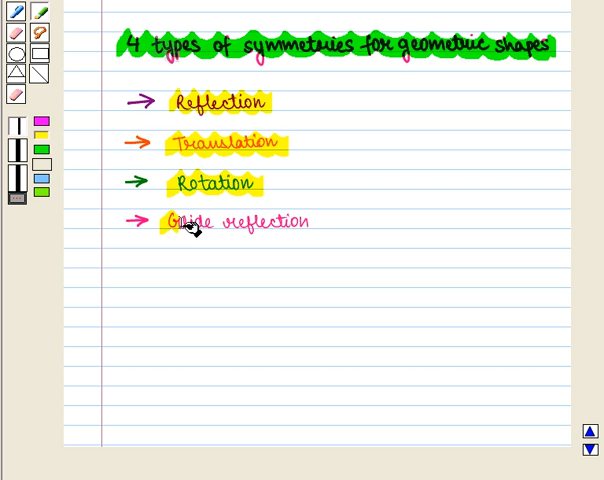 4 types of symmetries for geometric shapes
→ Reflection
→ Translation
→ Rotation
→ Glide reflection